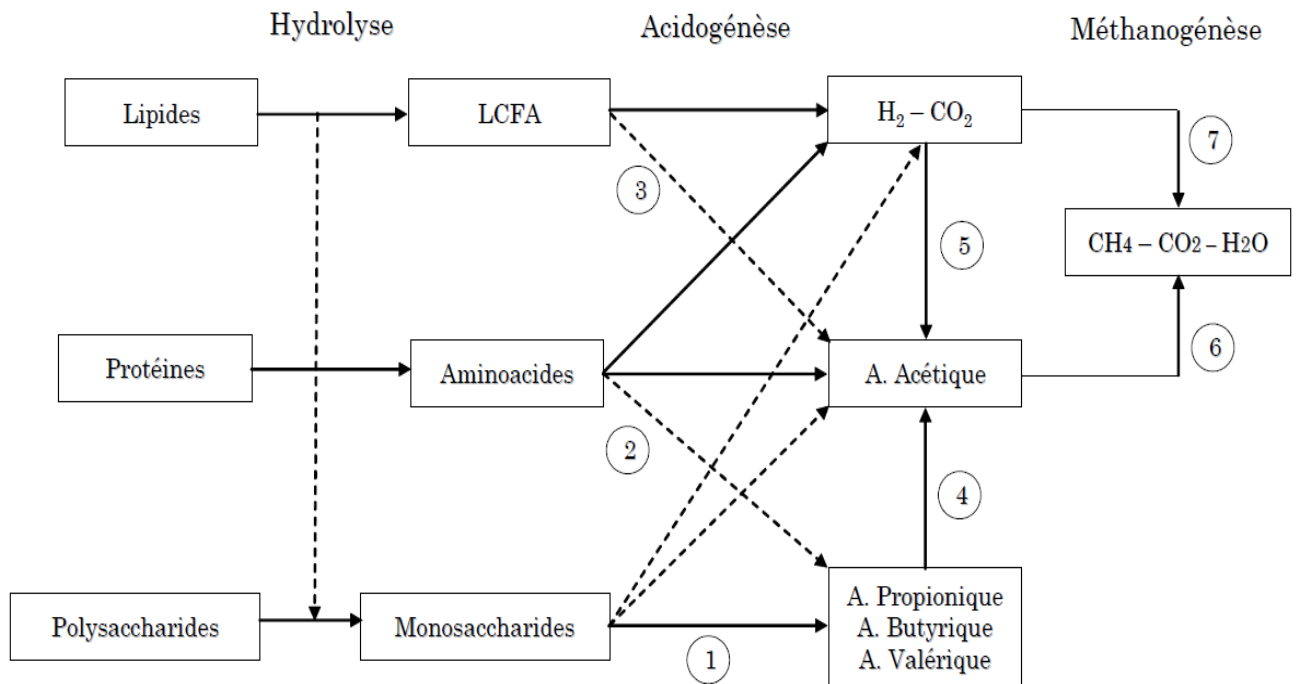 Hydrolyse
Acidogénèse
Méthanogénèse
Lipides
LCFA
H₂ – CO₂
7
3
5
CH4 – CO2 – H2O
Protéines
Aminoacides
A. Acétique
6
2
4
Polysaccharides
Monosaccharides
1
A. Propionique
A. Butyrique
A. Valérique